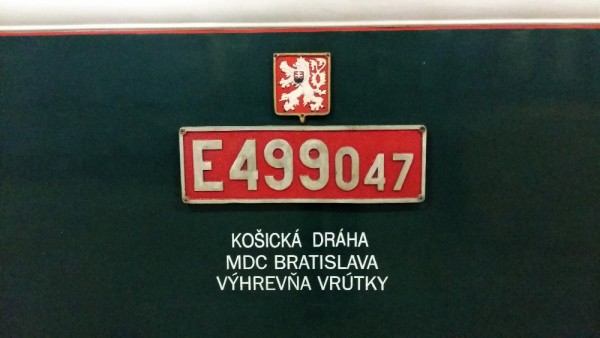 E499047
KOŠICKÁ DRÁHA
MDC BRATISLAVA
VÝHREVŇA VRÚTKY